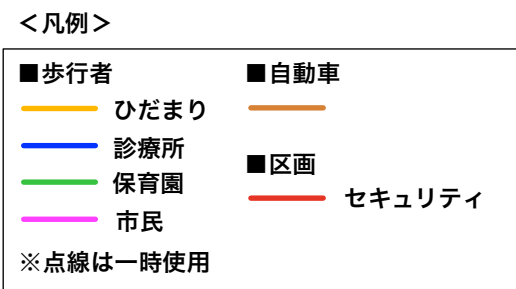 ＜凡例＞
■歩行者
ひだまり
診療所
保育園
市民
※点線は一時使用
■自動車
■区画
セキュリティ